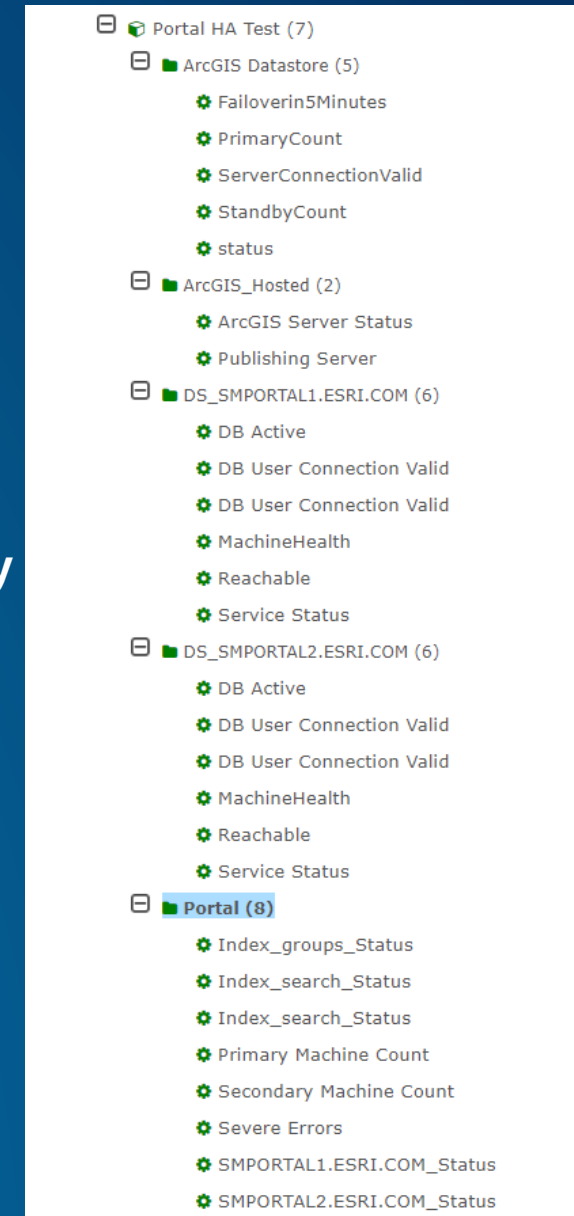 Portal HA Test (7)
ArcGIS Datastore (5)
Failoverin5Minutes
PrimaryCount
ServerConnectionValid
StandbyCount
status
ArcGIS_Hosted (2)
ArcGIS Server Status
Publishing Server
DS_SMPORTAL1.ESRI.COM (6)
DB Active
DB User Connection Valid
DB User Connection Valid
MachineHealth
Reachable
Service Status
y
DS_SMPORTAL2.ESRI.COM (6)
DB Active
DB User Connection Valid
DB User Connection Valid
MachineHealth
Reachable
Service Status
Portal (8)
Index_groups_Status
Index_search_Status
Index_search_Status
Primary Machine Count
Secondary Machine Count
Severe Errors
SMPORTAL1.ESRI.COM_Status
SMPORTAL2.ESRI.COM_Status